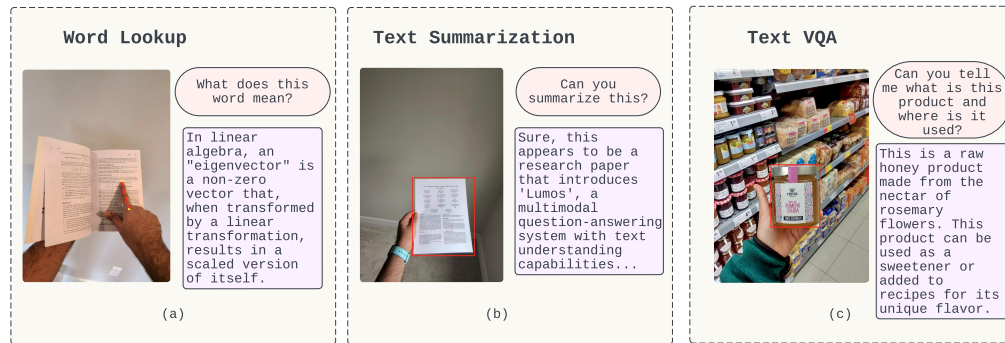 Word Lookup
What does this
word mean?
In linear
algebra, an
"eigenvector" is
a non-zero
vector that,
when transformed
by a linear
transformation,
results in a
scaled version
of itself.
(a)
Text Summarization
Can you
summarize this?
Sure, this
appears to be a
research paper
that introduces
'Lumos', a
multimodal
question-answering
system with text
understanding
capabilities...
(b)
Text VQA
Can you tell
me what is this
product and
where is it
used?
This is a raw
honey product
made from the
nectar of
rosemary
flowers. This
product can be
used as a
sweetener or
added to
recipes for its
unique flavor.
(c)